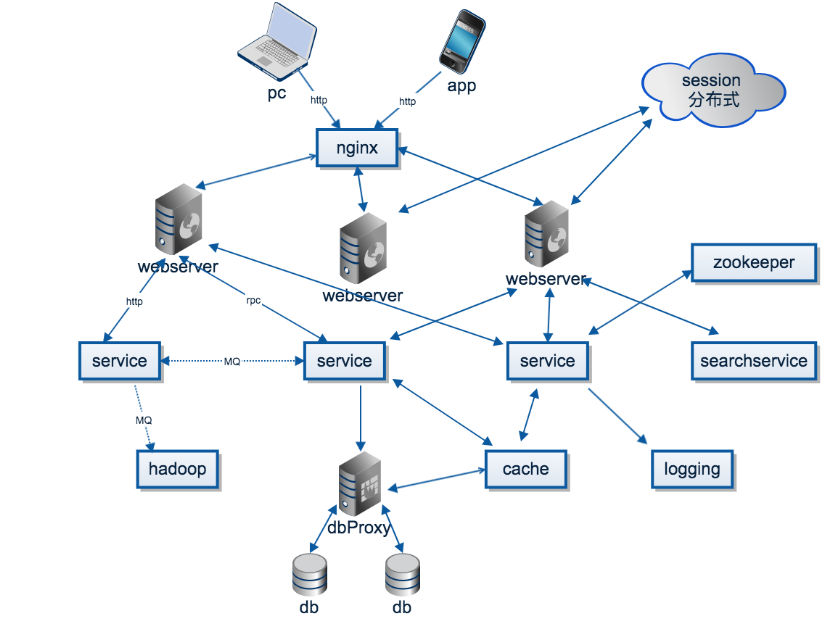 pc
app
http
http
session
分布式
nginx
webserver
webserver
webserver
zookeeper
http
rpc
service
MQ
service
service
searchservice
MQ
hadoop
cache
logging
dbProxy
db
db